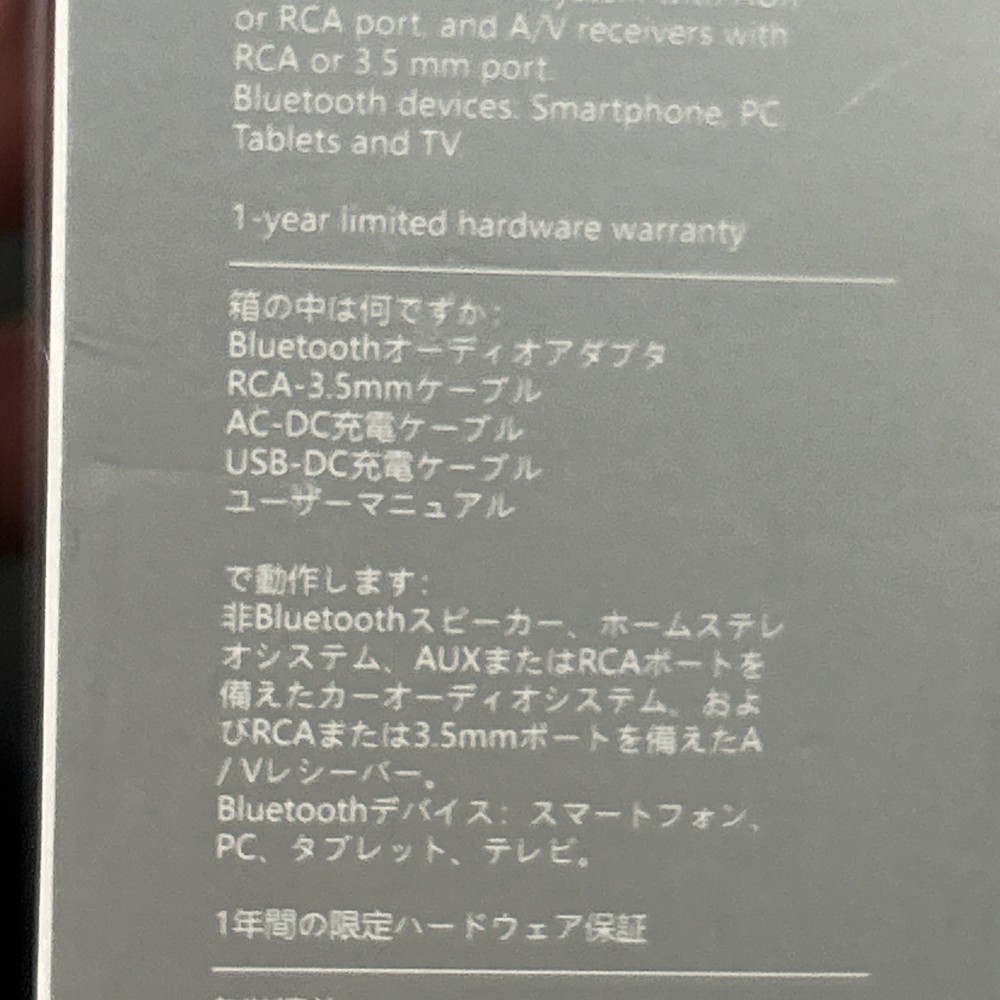 or RCA port, and A/V receivers with
RCA or 3.5 mm port.
Bluetooth devices. Smartphone, PC,
Tablets and TV.
1-year limited hardware warranty
箱の中は何ですか:
Bluetoothオーディオアダプタ
RCA-3.5mmケーブル
AC-DC充電ケーブル
USB-DC充電ケーブル
ユーザーマニュアル
で動作します:
非Bluetoothスピーカー、ホームステレ
オシステム、AUXまたはRCAポートを
備えたカーオーディオシステム、およ
びRCAまたは3.5mmポートを備えたA
/Vレシーバー。
Bluetoothデバイス: スマートフォン、
PC、タブレット、テレビ。
1年間の限定ハードウェア保証